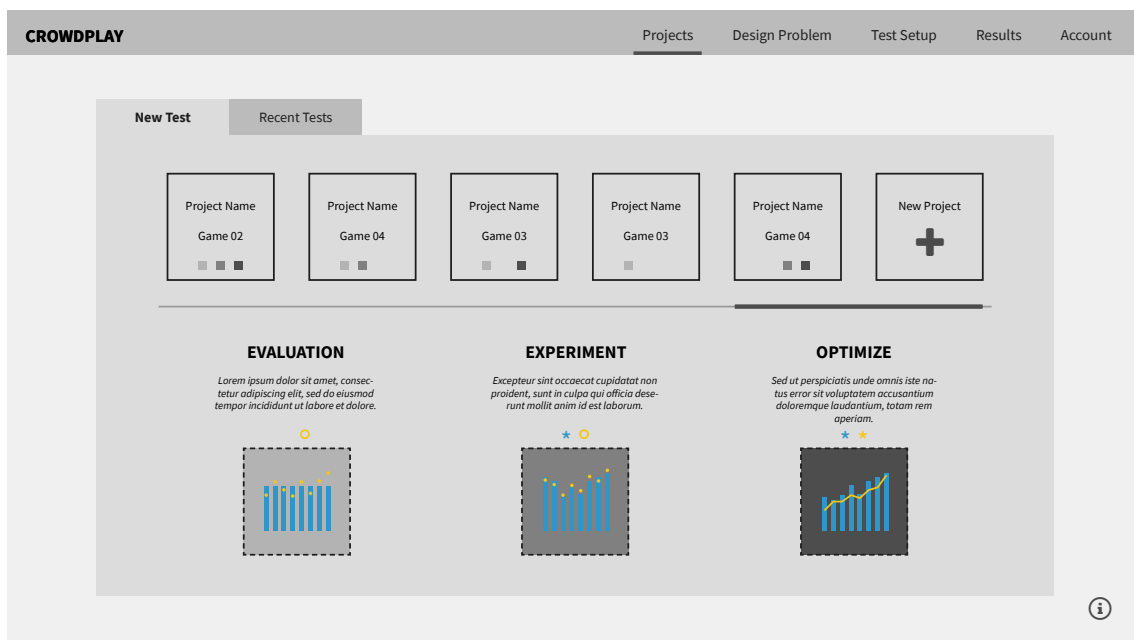 CROWDPLAY
Projects
Design Problem
Test Setup
Results
Account
New Test
Recent Tests
Project Name
Game 02
Project Name
Game 04
Project Name
Game 03
Project Name
Game 03
Project Name
Game 04
New Project
EVALUATION
Lorem ipsum dolor sit amet, consec-
tetur adipiscing elit, sed do eiusmod
tempor incididunt ut labore et dolore.
EXPERIMENT
Excepteur sint occaecat cupidatat non
proident, sunt in culpa qui officia dese-
runt mollit anim id est laborum.
OPTIMIZE
Sed ut perspiciatis unde omnis iste na-
tus error sit voluptatem accusantium
doloremque laudantium, totam rem
aperiam.